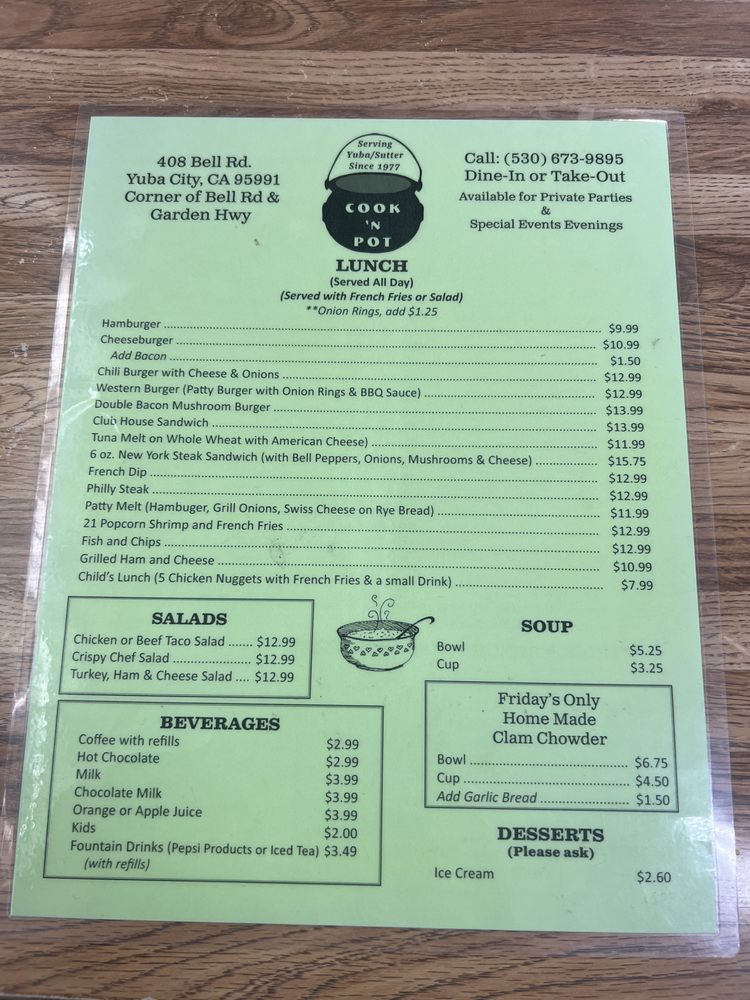 408 Bell Rd.
Yuba City, CA 95991
Corner of Bell Rd &
Garden Hwy
Serving
Yuba/Sutter
Since 1977
COOK
'N
POT
Call: (530) 673-9895
Dine-In or Take-Out
Available for Private Parties
&
Special Events Evenings
LUNCH
(Served All Day)
(Served with French Fries or Salad)
**Onion Rings, add $1.25
Hamburger $9.99
Cheeseburger $10.99
Add Bacon $1.50
Chili Burger with Cheese & Onions $12.99
Western Burger (Patty Burger with Onion Rings & BBQ Sauce) $12.99
Double Bacon Mushroom Burger $13.99
Club House Sandwich $13.99
Tuna Melt on Whole Wheat with American Cheese) $11.99
6 oz. New York Steak Sandwich (with Bell Peppers, Onions, Mushrooms & Cheese) $15.75
French Dip $12.99
Philly Steak $12.99
Patty Melt (Hambuger, Grill Onions, Swiss Cheese on Rye Bread) $11.99
21 Popcorn Shrimp and French Fries $12.99
Fish and Chips $12.99
Grilled Ham and Cheese $10.99
Child's Lunch (5 Chicken Nuggets with French Fries & a small Drink) $7.99
SALADS
Chicken or Beef Taco Salad ....... $12.99
Crispy Chef Salad ................... $12.99
Turkey, Ham & Cheese Salad .... $12.99
BEVERAGES
Coffee with refills $2.99
Hot Chocolate $2.99
Milk $3.99
Chocolate Milk $3.99
Orange or Apple Juice $3.99
Kids $2.00
Fountain Drinks (Pepsi Products or Iced Tea) $3.49
(with refills)
SOUP
Bowl $5.25
Cup $3.25
Friday's Only
Home Made
Clam Chowder
Bowl $6.75
Cup $4.50
Add Garlic Bread $1.50
DESSERTS
(Please ask)
Ice Cream $2.60